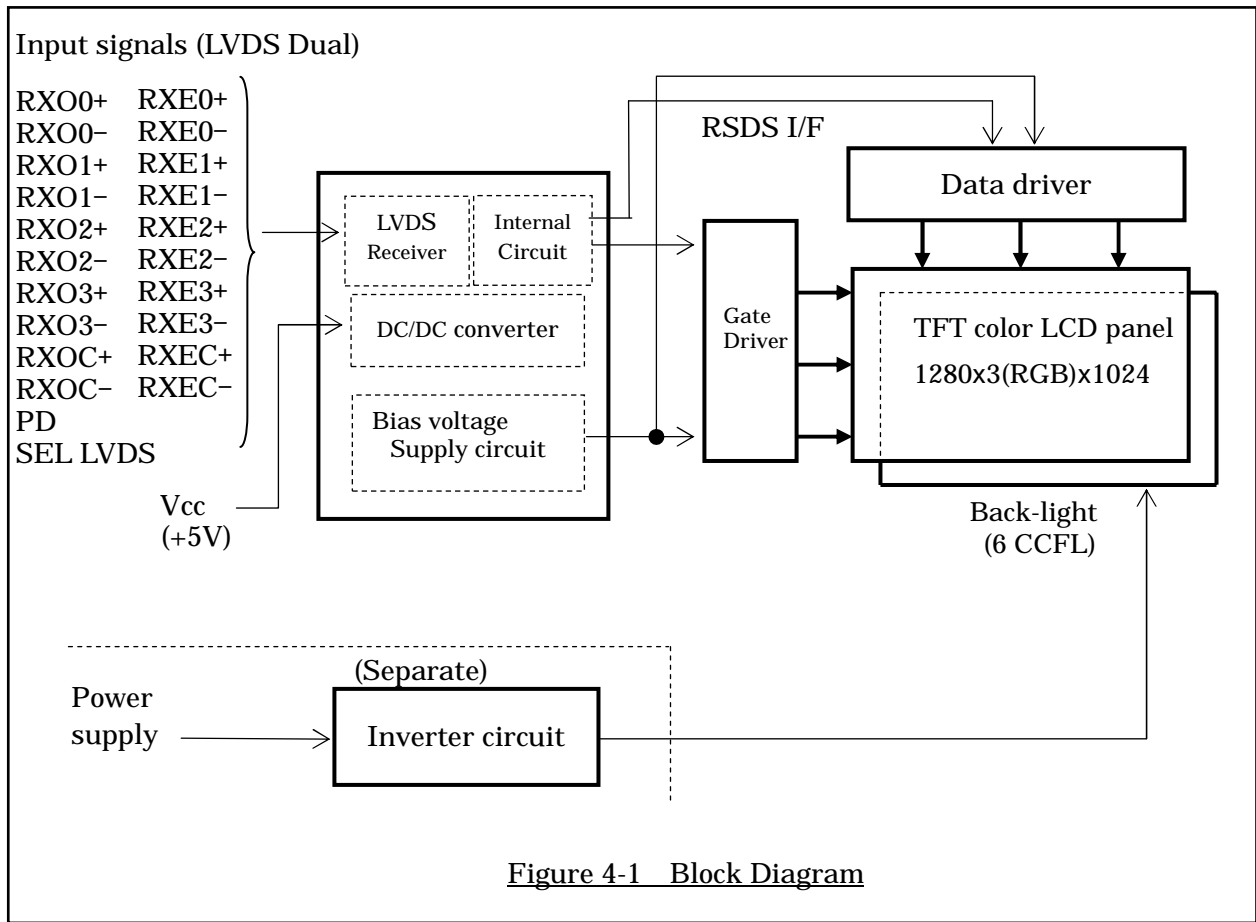 Input signals (LVDS Dual)
RXO0+ RXE0+
RXO0− RXE0−
RXO1+ RXE1+
RXO1− RXE1−
RXO2+ RXE2+
RXO2− RXE2−
RXO3+ RXE3+
RXO3− RXE3−
RXOC+ RXEC+
RXOC− RXEC−
PD
SEL LVDS
Vcc
(+5V)
LVDS
Receiver
Internal
Circuit
DC/DC converter
Bias voltage
Supply circuit
RSDS I/F
Data driver
Gate
Driver
TFT color LCD panel
1280x3(RGB)x1024
Back-light
(6 CCFL)
(Separate)
Power
supply
Inverter circuit
Figure 4-1 Block Diagram